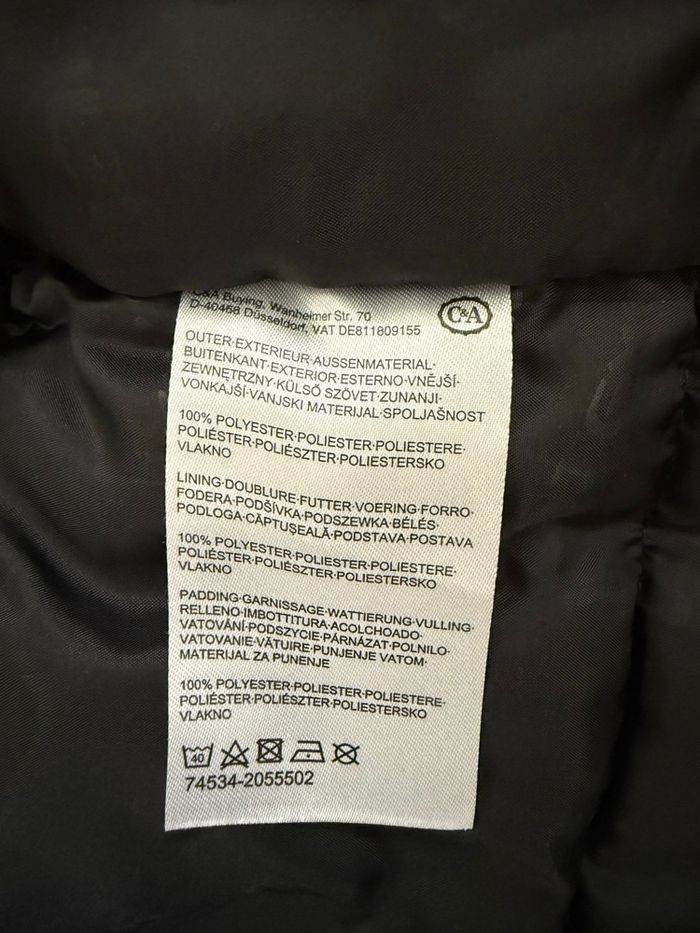 C&A Buying, Wanheimer Str. 70
D-40468 Düsseldorf, VAT DE811809155
C&A
OUTER·EXTERIEUR·AUSSENMATERIAL·
BUITENKANT·EXTERIOR·ESTERNO·VNĚJŠÍ·
ZEWNĘTRZNY·KÜLSŐ SZÖVET·ZUNANJI·
VONKAJŠÍ·VANJSKI MATERIJAL·SPOLJAŠNOST
100% POLYESTER·POLIESTER·POLIESTERE·
POLIÉSTER·POLIÉSZTER·POLIESTERSKO
VLAKNO
LINING·DOUBLURE·FUTTER·VOERING·FORRO·
FODERA·PODŠÍVKA·PODSZEWKA·BÉLÉS·
PODLOGA·CĂPTUŞEALĂ·PODSTAVA·POSTAVA
100% POLYESTER·POLIESTER·POLIESTERE·
POLIÉSTER·POLIÉSZTER·POLIESTERSKO
VLAKNO
PADDING·GARNISSAGE·WATTIERUNG·VULLING·
RELLENO·IMBOTTITURA·ACOLCHOADO·
VATOVÁNÍ·PODSZYCIE·PÁRNÁZAT·POLNILO·
VATOVANIE·VĂTUIRE·PUNJENJE VATOM·
MATERIJAL ZA PUNENJE
100% POLYESTER·POLIESTER·POLIESTERE·
POLIÉSTER·POLIÉSZTER·POLIESTERSKO
VLAKNO
40
74534-2055502